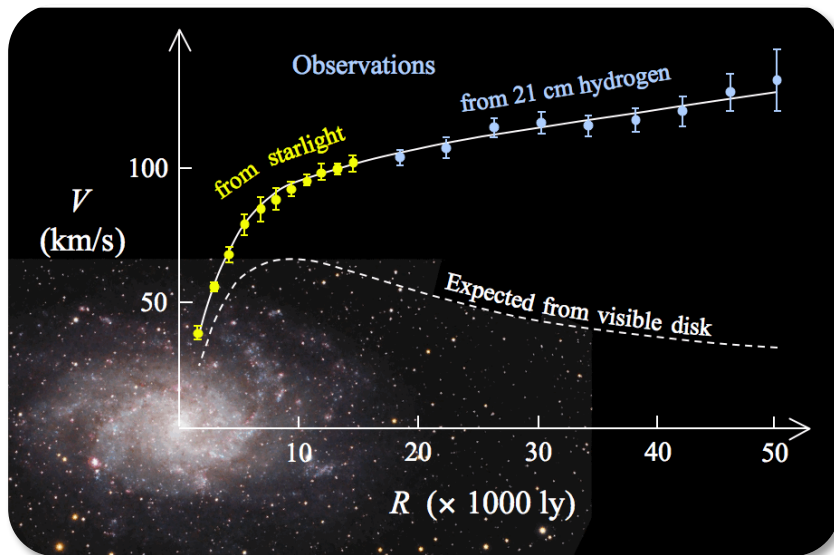 Observations
from 21 cm hydrogen
from starlight
100
V
(km/s)
50
Expected from visible disk
10
20
30
40
50
R (× 1000 ly)